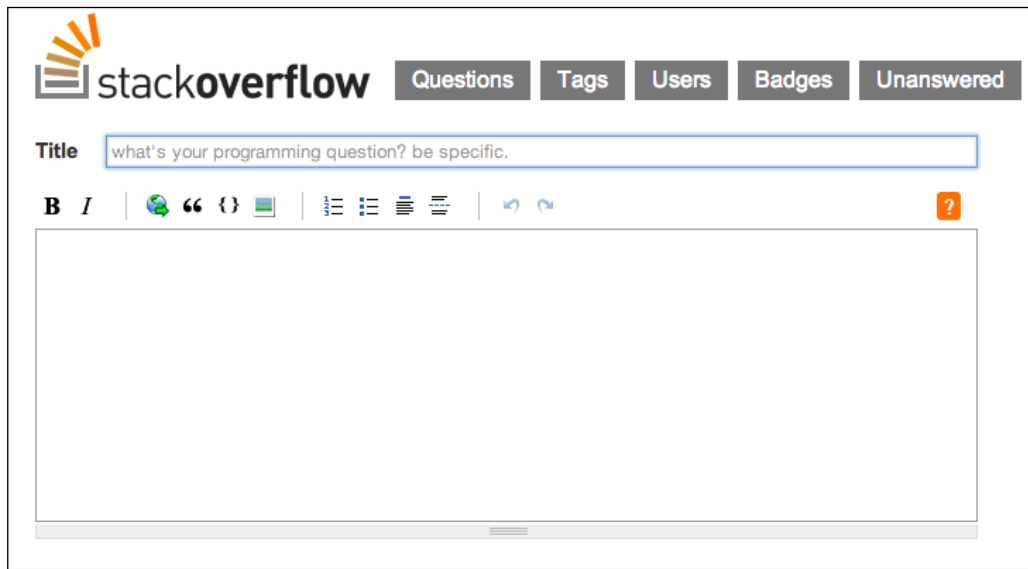 stackoverflow Questions Tags Users Badges Unanswered
Title what's your programming question? be specific.
B I “ {} ?